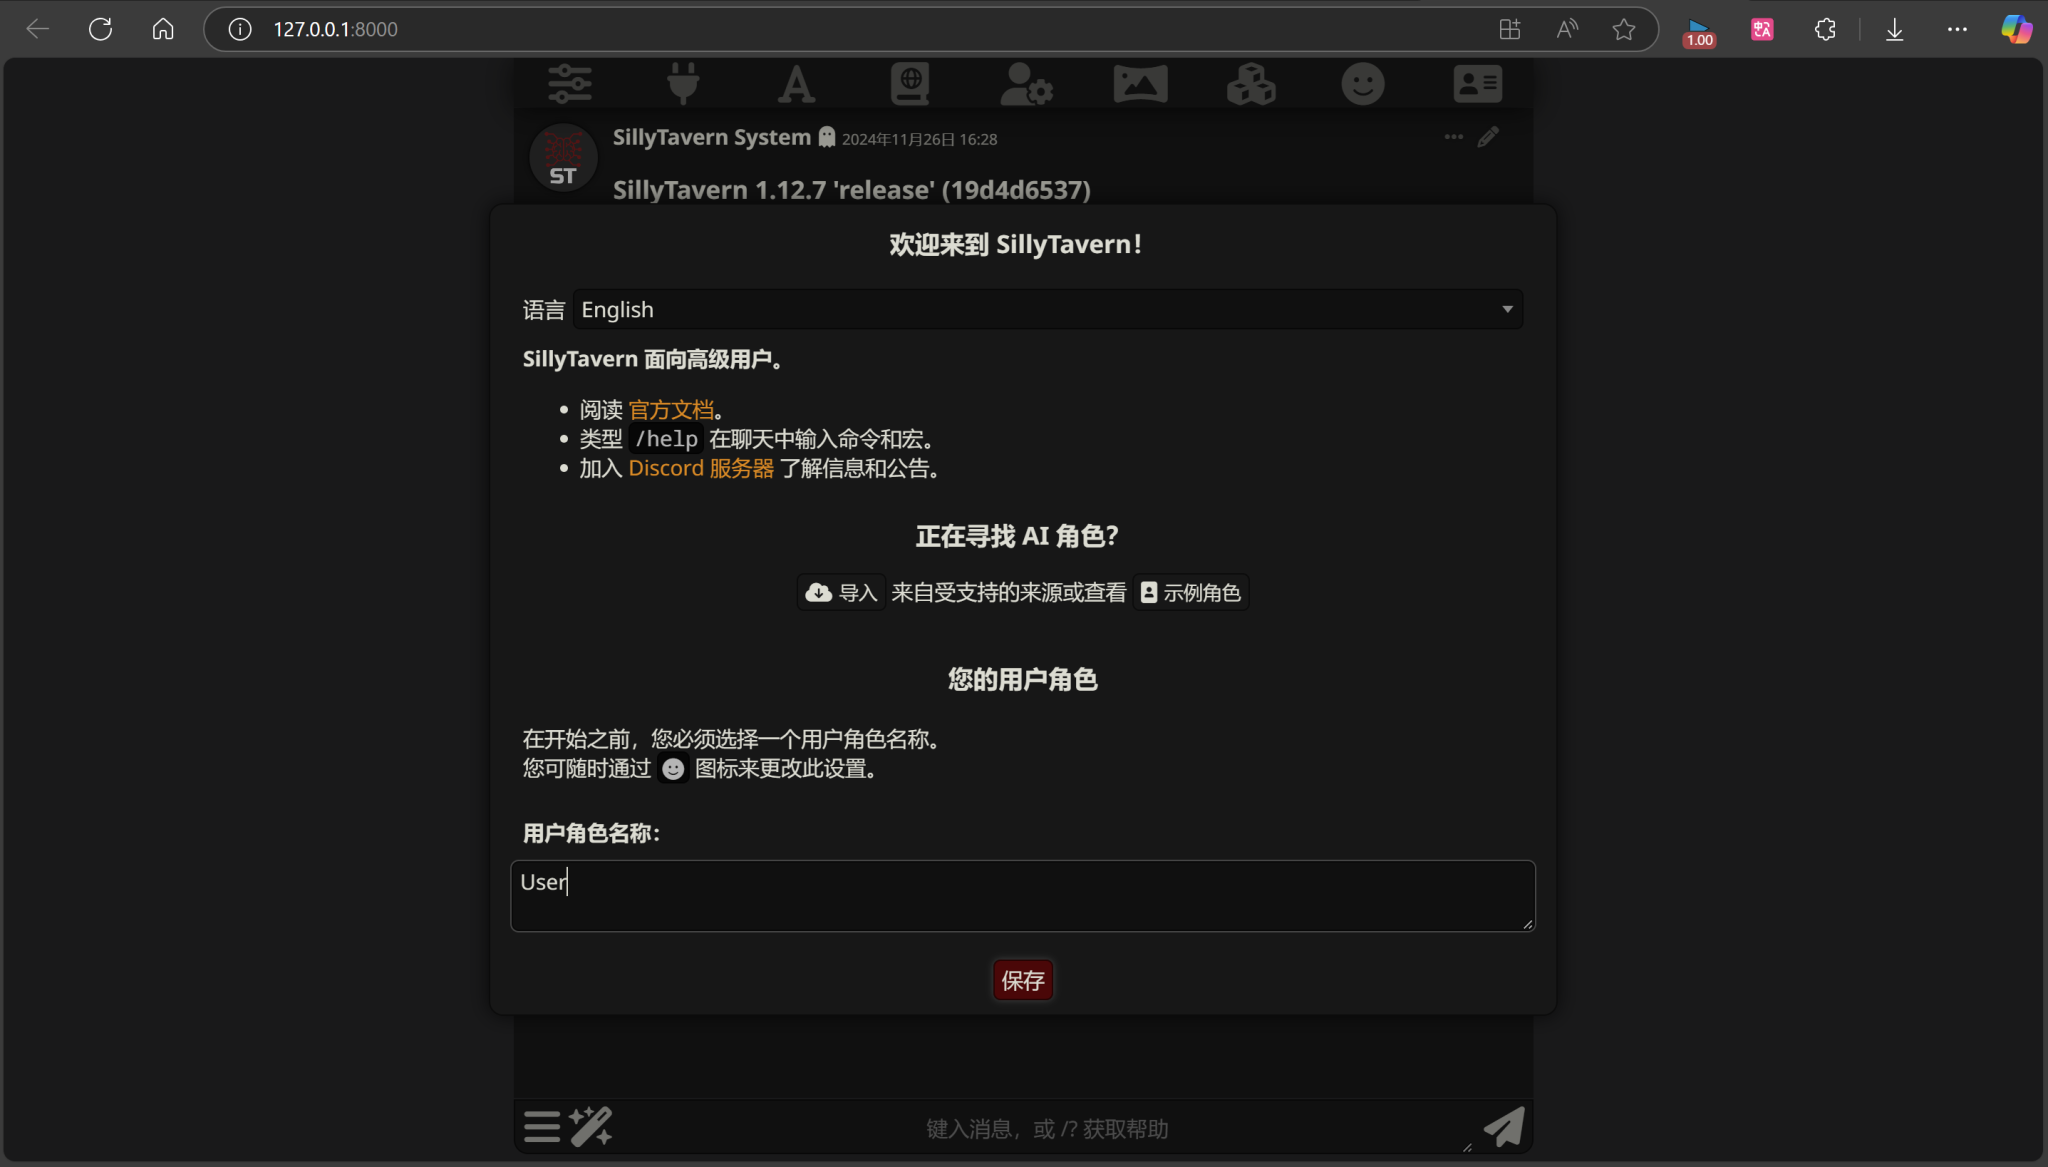 127.0.0.1:8000
1.00
SillyTavern System 2024年11月26日 16:28
ST
SillyTavern 1.12.7 'release' (19d4d6537)
欢迎来到 SillyTavern！
语言 English
SillyTavern 面向高级用户。
阅读 官方文档。
类型 /help 在聊天中输入命令和宏。
加入 Discord 服务器 了解信息和公告。
正在寻找 AI 角色？
导入 来自受支持的来源或查看 示例角色
您的用户角色
在开始之前，您必须选择一个用户角色名称。
您可随时通过 图标来更改此设置。
用户角色名称：
User
保存
键入消息，或 /? 获取帮助